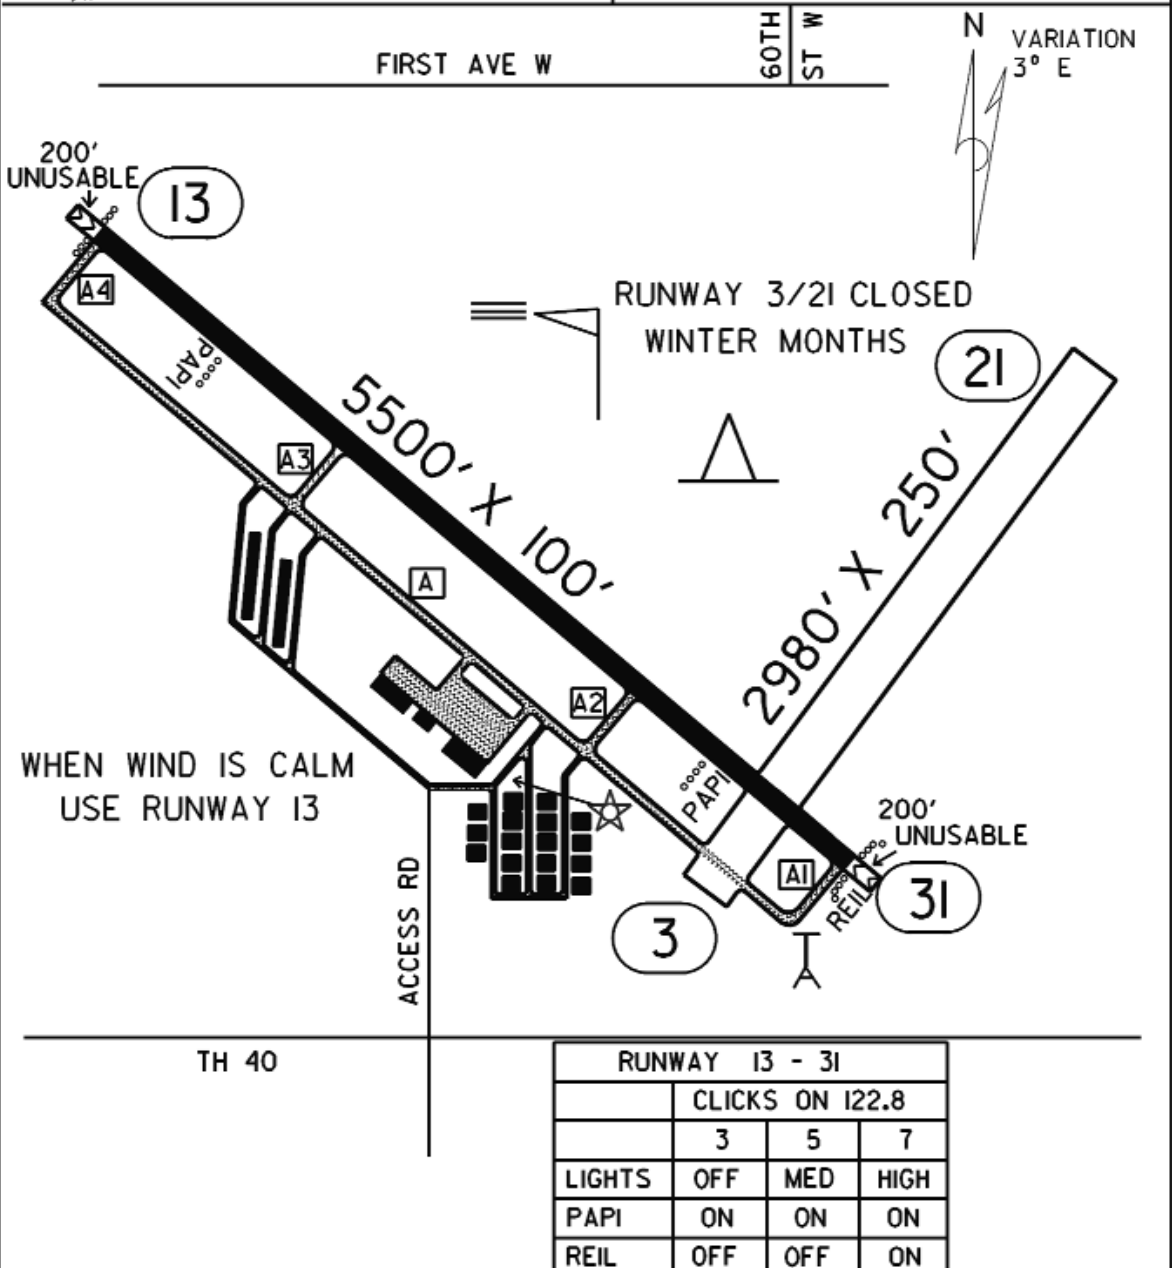 60TH
ST W
N
VARIATION
3° E
FIRST AVE W
200'
UNUSABLE
13
A4
PAPI
RUNWAY 3/21 CLOSED
WINTER MONTHS
21
5500' X 100'
A3
A
2980' X 250'
A2
PAPI
WHEN WIND IS CALM
USE RUNWAY 13
200'
UNUSABLE
A1
REIL
31
3
ACCESS RD
TH 40
RUNWAY 13 - 31
CLICKS ON 122.8
3 5 7
LIGHTS OFF MED HIGH
PAPI ON ON ON
REIL OFF OFF ON